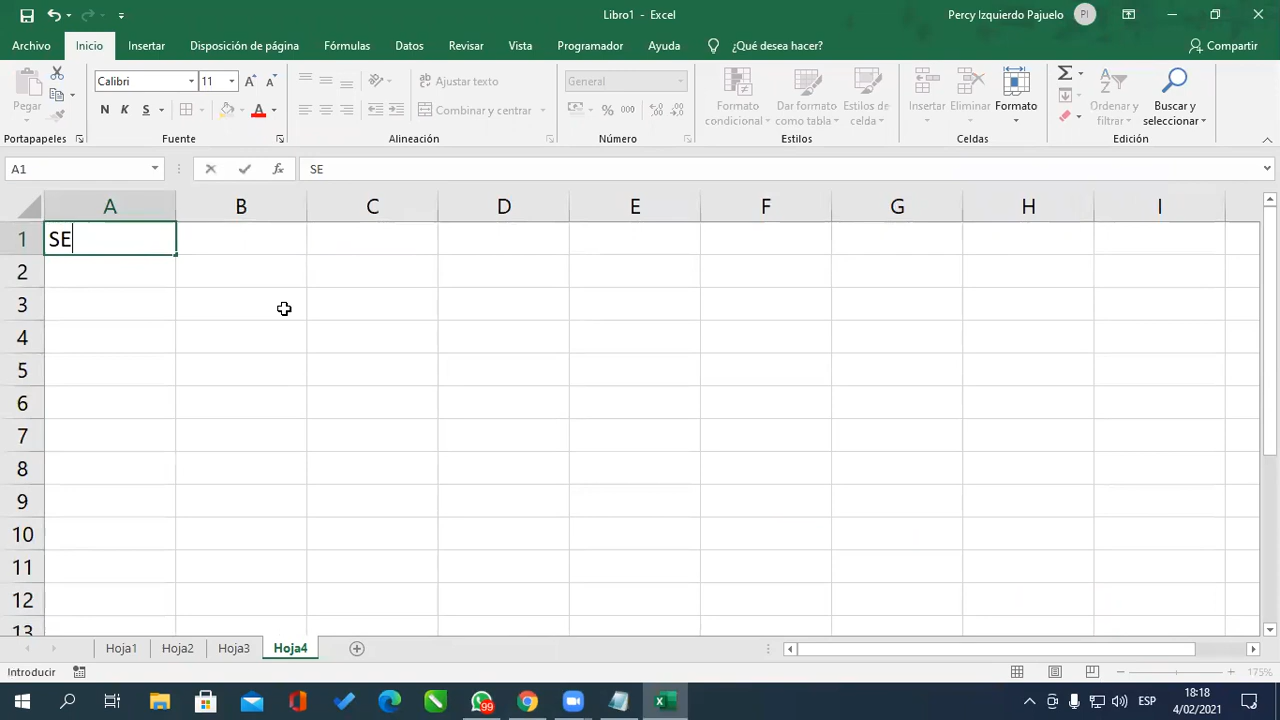 Libro1 - Excel
Percy Izquierdo Pajuelo
PI
Archivo
Inicio
Insertar
Disposición de página
Fórmulas
Datos
Revisar
Vista
Programador
Ayuda
¿Qué desea hacer?
Compartir
Pegar
Calibri
11
N K S
Ajustar texto
Combinar y centrar
General
% 000
Formato condicional
Dar formato como tabla
Estilos de celda
Insertar
Eliminar
Formato
Ordenar y filtrar
Buscar y seleccionar
Portapapeles
Fuente
Alineación
Número
Estilos
Celdas
Edición
A1
fx
SE
A B C D E F G H I
1 SE
2
3
4
5
6
7
8
9
10
11
12
13
Hoja1
Hoja2
Hoja3
Hoja4
Introducir
175%
99
ESP
18:18
4/02/2021